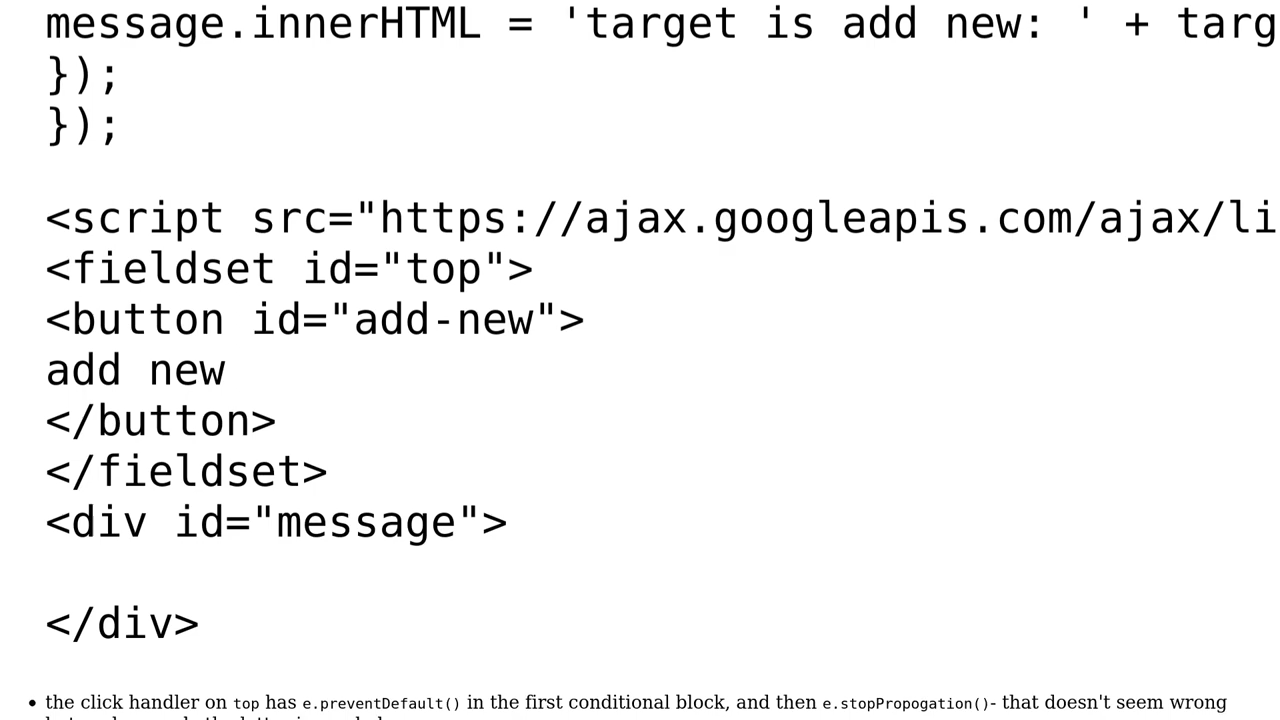 message.innerHTML = 'target is add new: ' + targ
});
});
<script src="https://ajax.googleapis.com/ajax/li
<fieldset id="top">
<button id="add-new">
add new
</button>
</fieldset>
<div id="message">
</div>
• the click handler on top has e.preventDefault() in the first conditional block, and then e.stopPropogation()- that doesn't seem wrong